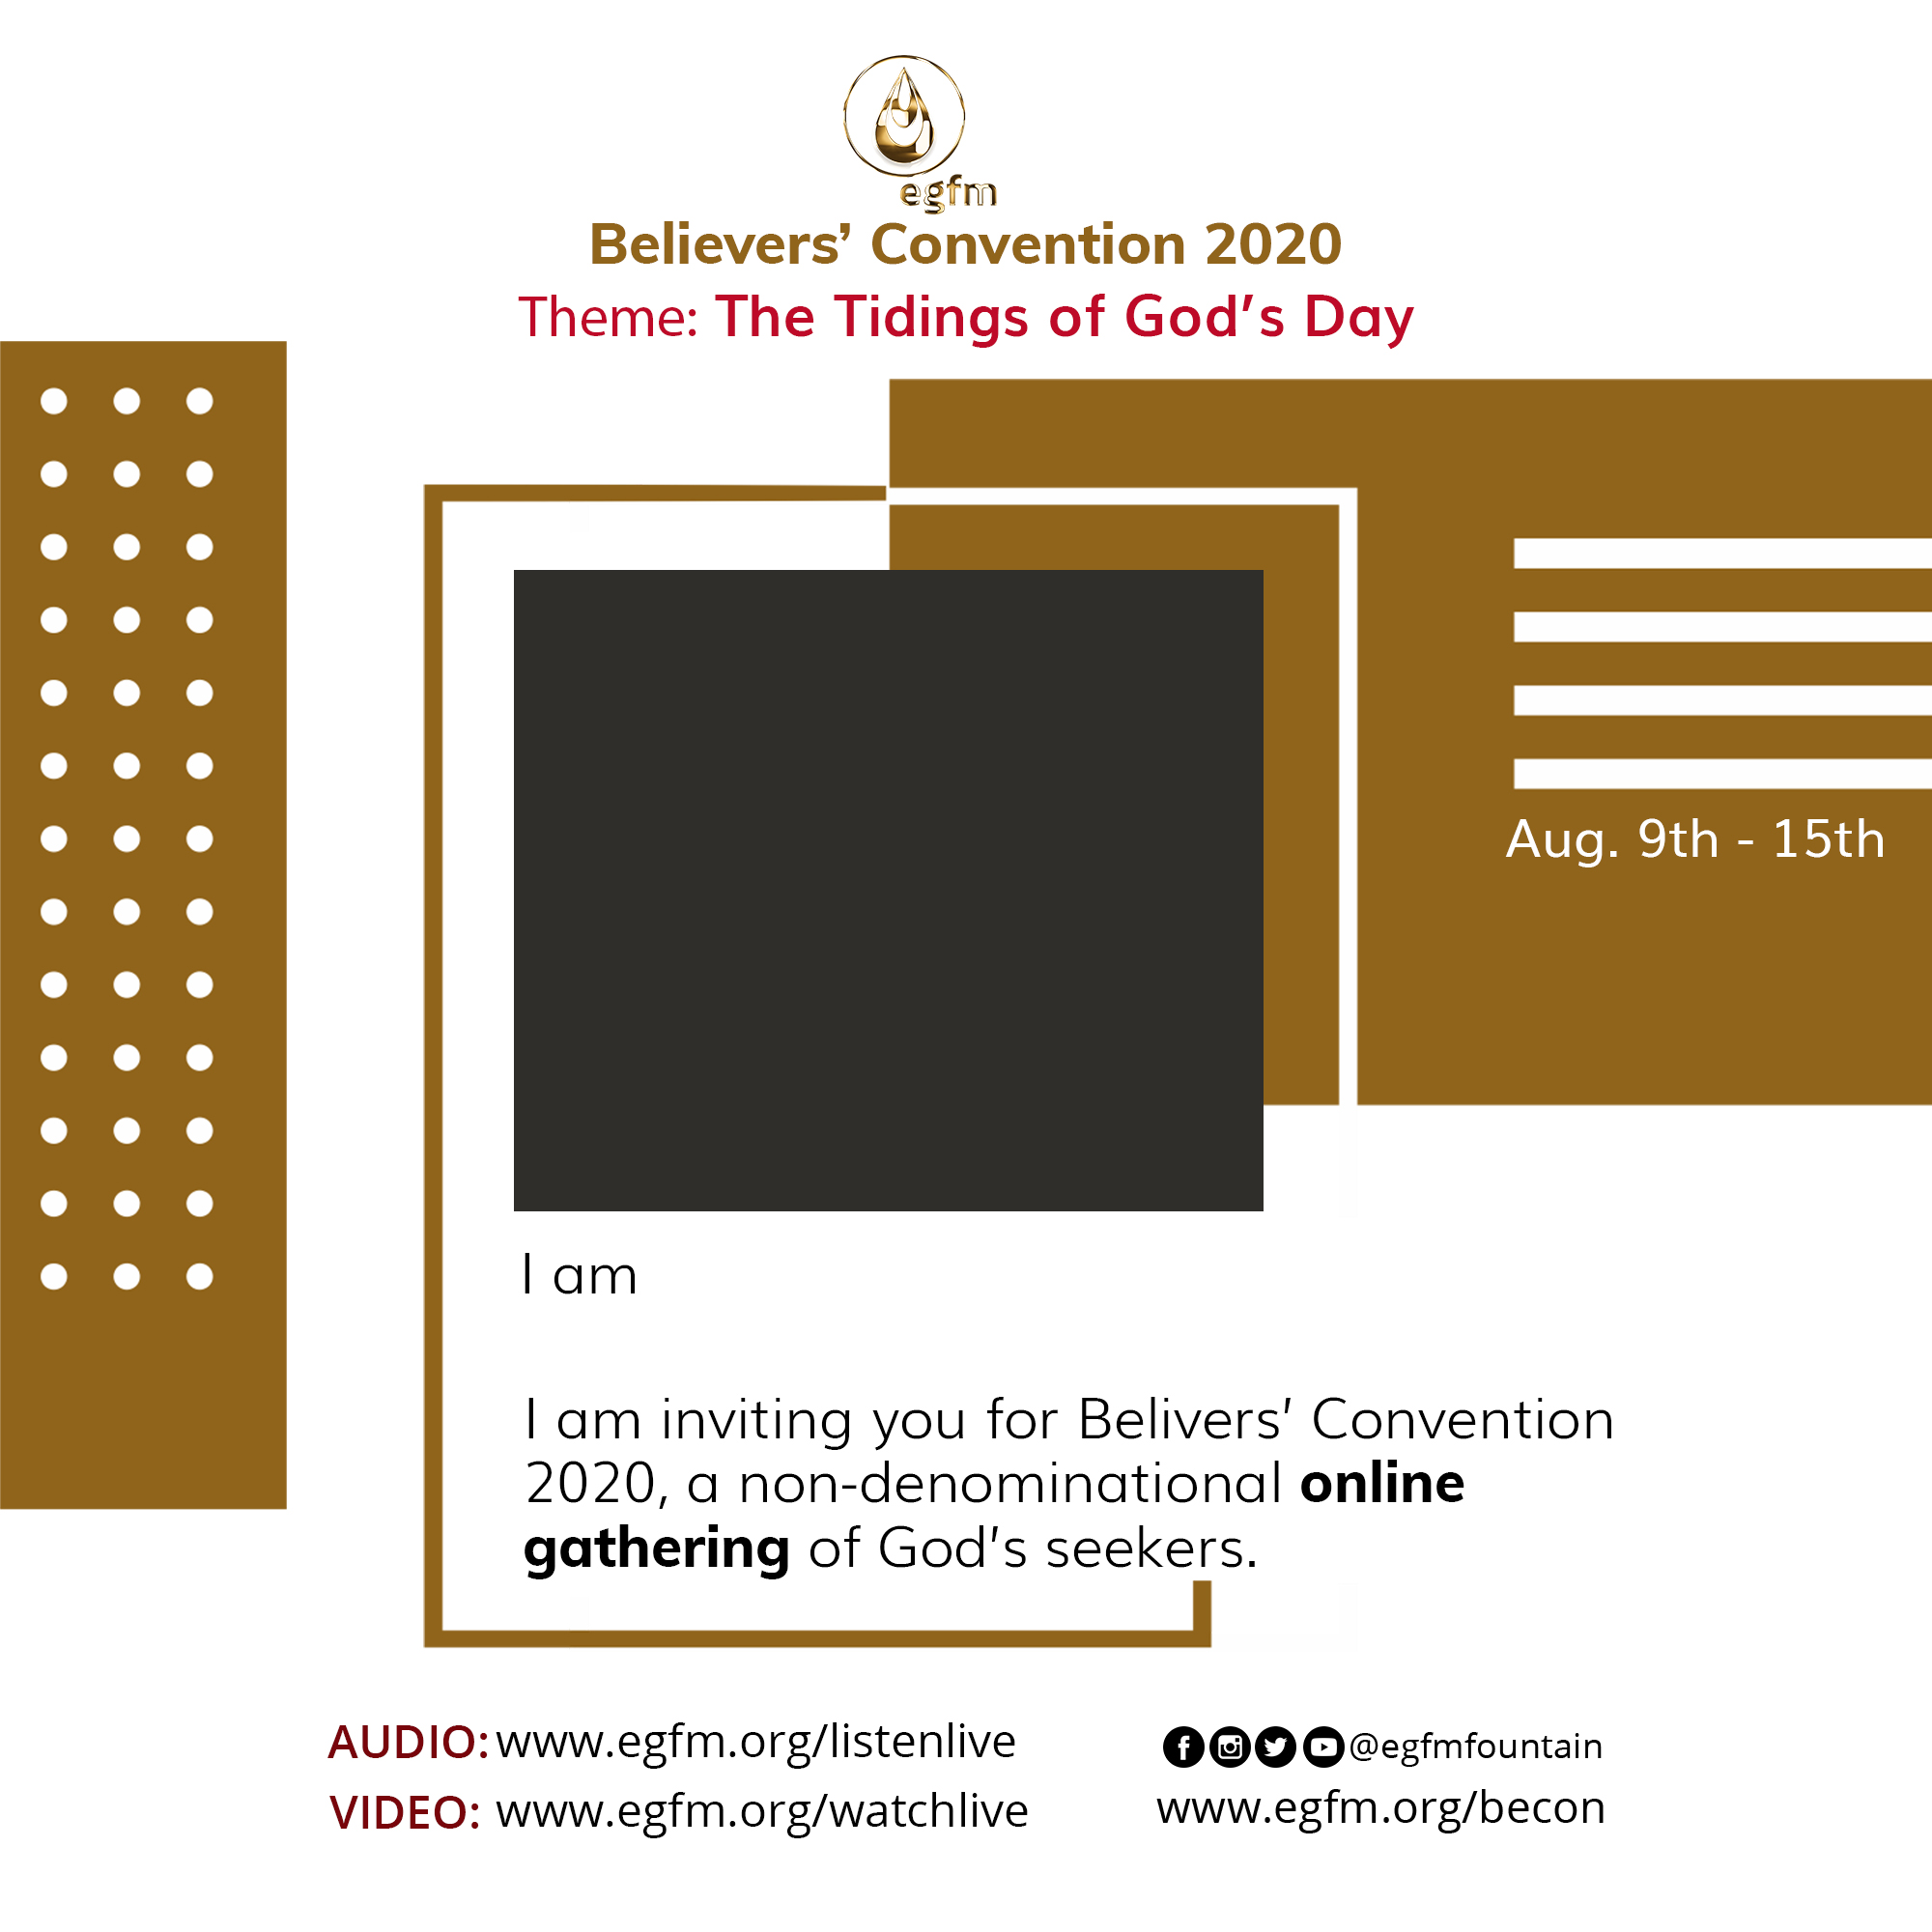 egfm
Believers’ Convention 2020
Theme: The Tidings of God’s Day
Aug. 9th - 15th
I am
I am inviting you for Belivers’ Convention
2020, a non-denominational online
gathering of God’s seekers.
AUDIO: www.egfm.org/listenlive
VIDEO: www.egfm.org/watchlive
@egfmfountain
www.egfm.org/becon